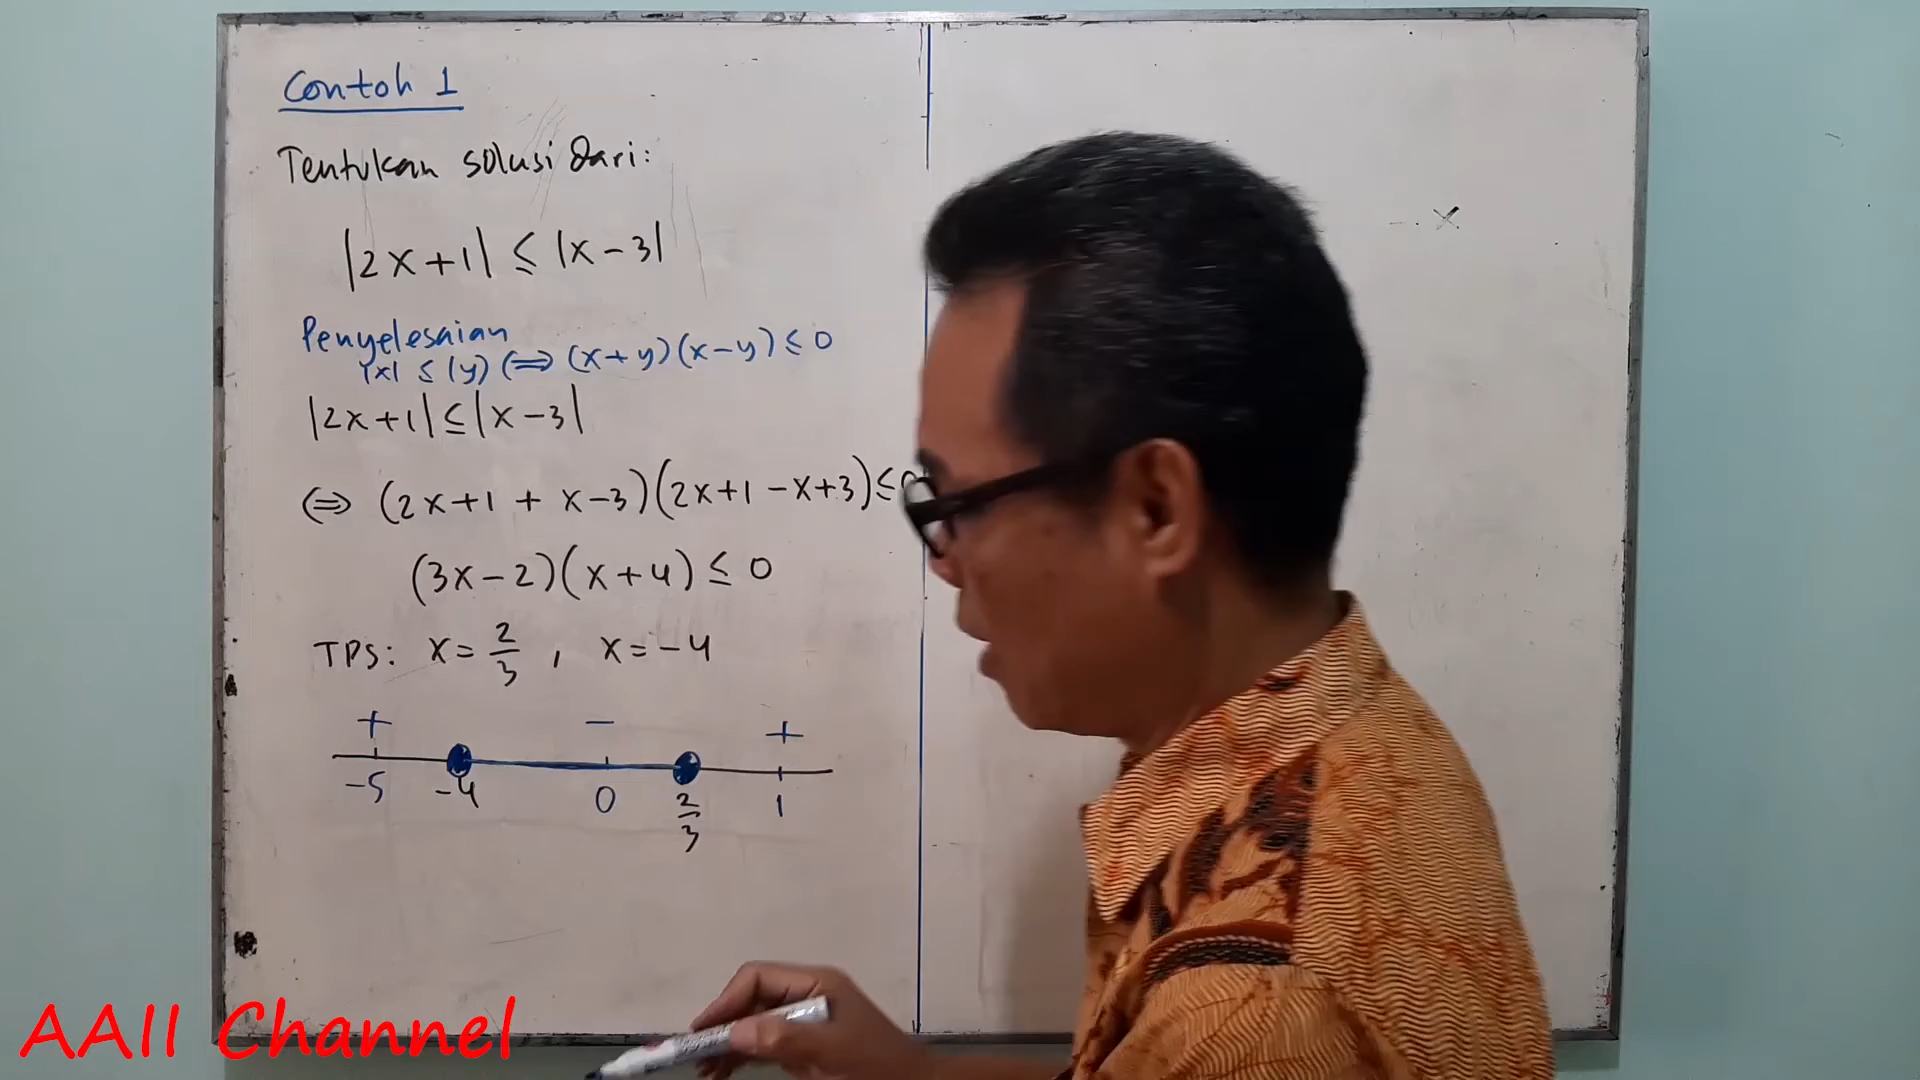 Contoh 1
Tentukan solusi dari:
|2x+1| ≤ |x-3|
Penyelesaian
|x| ≤ |y| ⇔ (x+y)(x-y) ≤ 0
|2x+1| ≤ |x-3|
⇔ (2x+1 + x-3)(2x+1-x+3) ≤ 0
(3x-2)(x+4) ≤ 0
TPS: x = 2/3 , x = -4
+ - +
-5 -4 0 2/3 1
AAII Channel